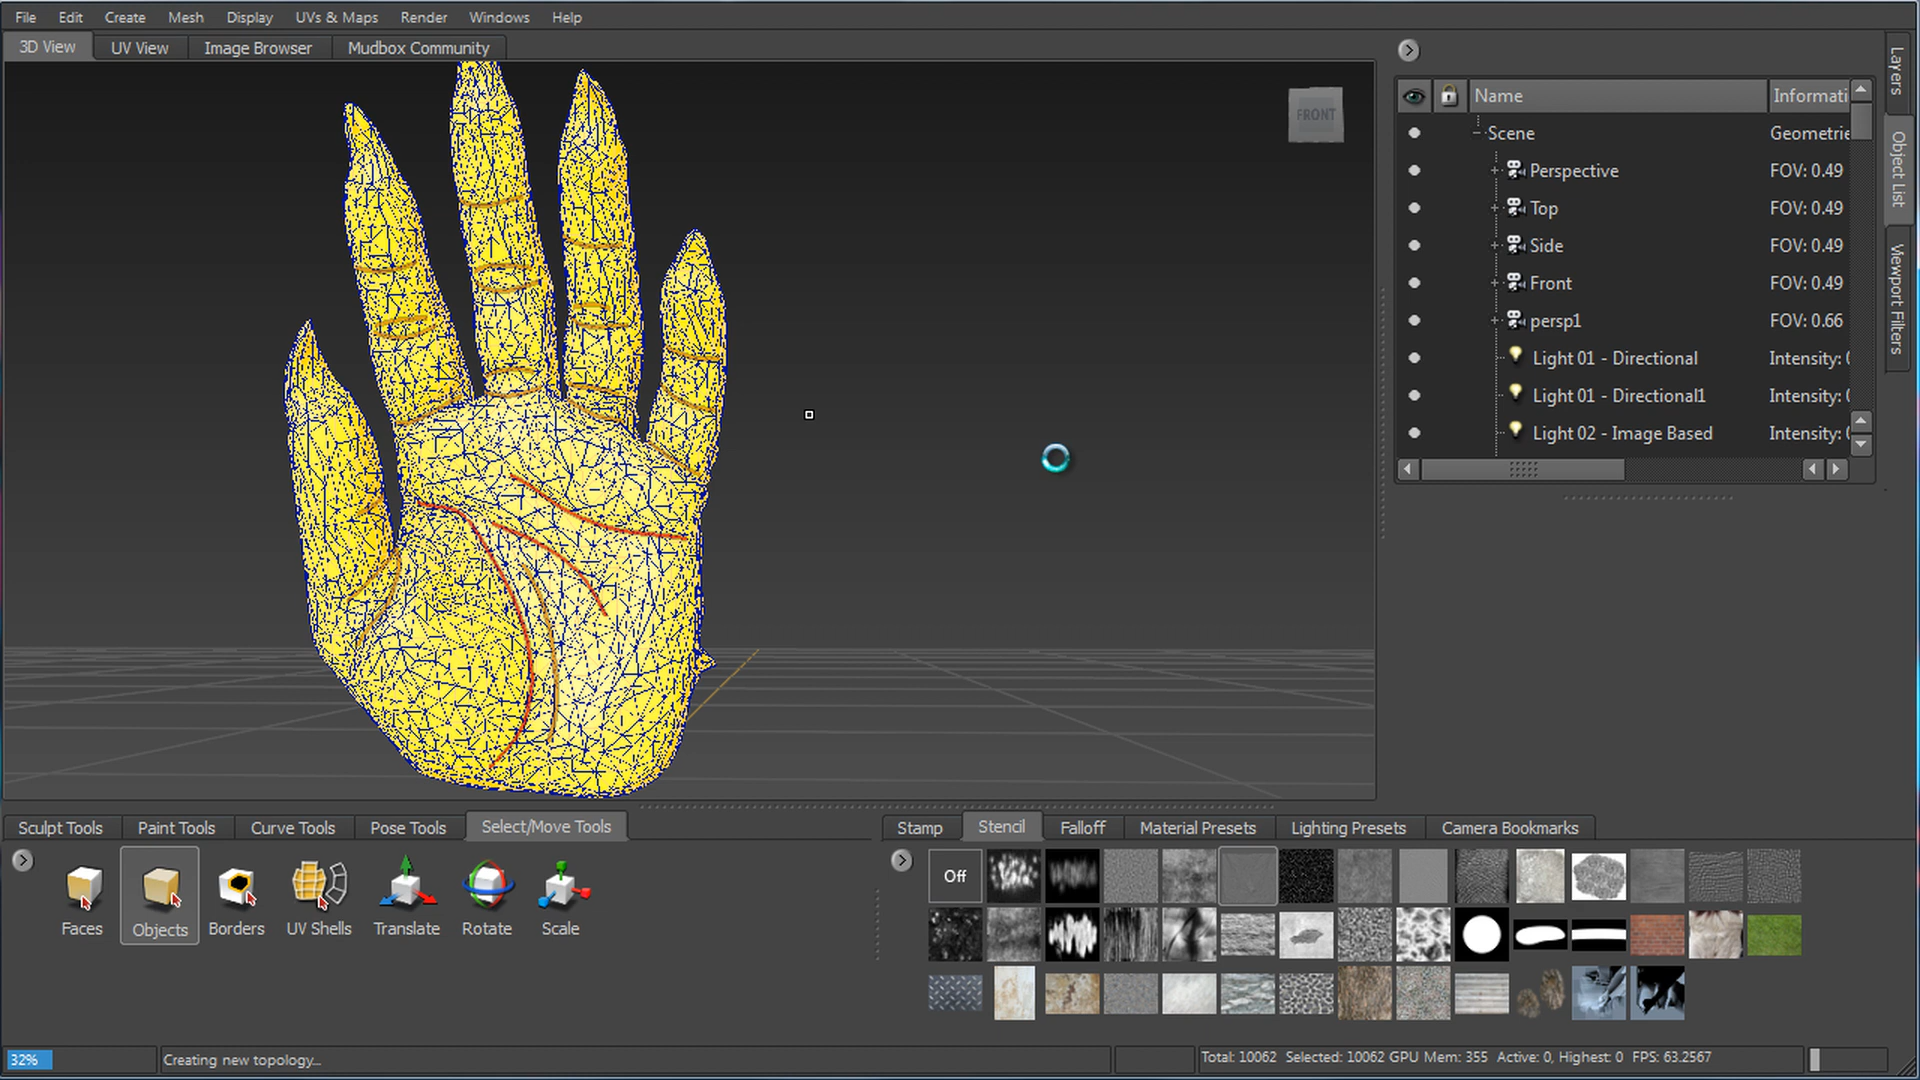 File Edit Create Mesh Display UVs & Maps Render Windows Help
3D View UV View Image Browser Mudbox Community
FRONT
Name Informati
Scene Geometrie
Perspective FOV: 0.49
Top FOV: 0.49
Side FOV: 0.49
Front FOV: 0.49
persp1 FOV: 0.66
Light 01 - Directional Intensity: 0
Light 01 - Directional1 Intensity: 0
Light 02 - Image Based Intensity: 0
Layers
Object List
Viewport Filters
Sculpt Tools Paint Tools Curve Tools Pose Tools Select/Move Tools
Faces Objects Borders UV Shells Translate Rotate Scale
Stamp Stencil Falloff Material Presets Lighting Presets Camera Bookmarks
Off
32% Creating new topology...
Total: 10062 Selected: 10062 GPU Mem: 355 Active: 0, Highest: 0 FPS: 63.2567